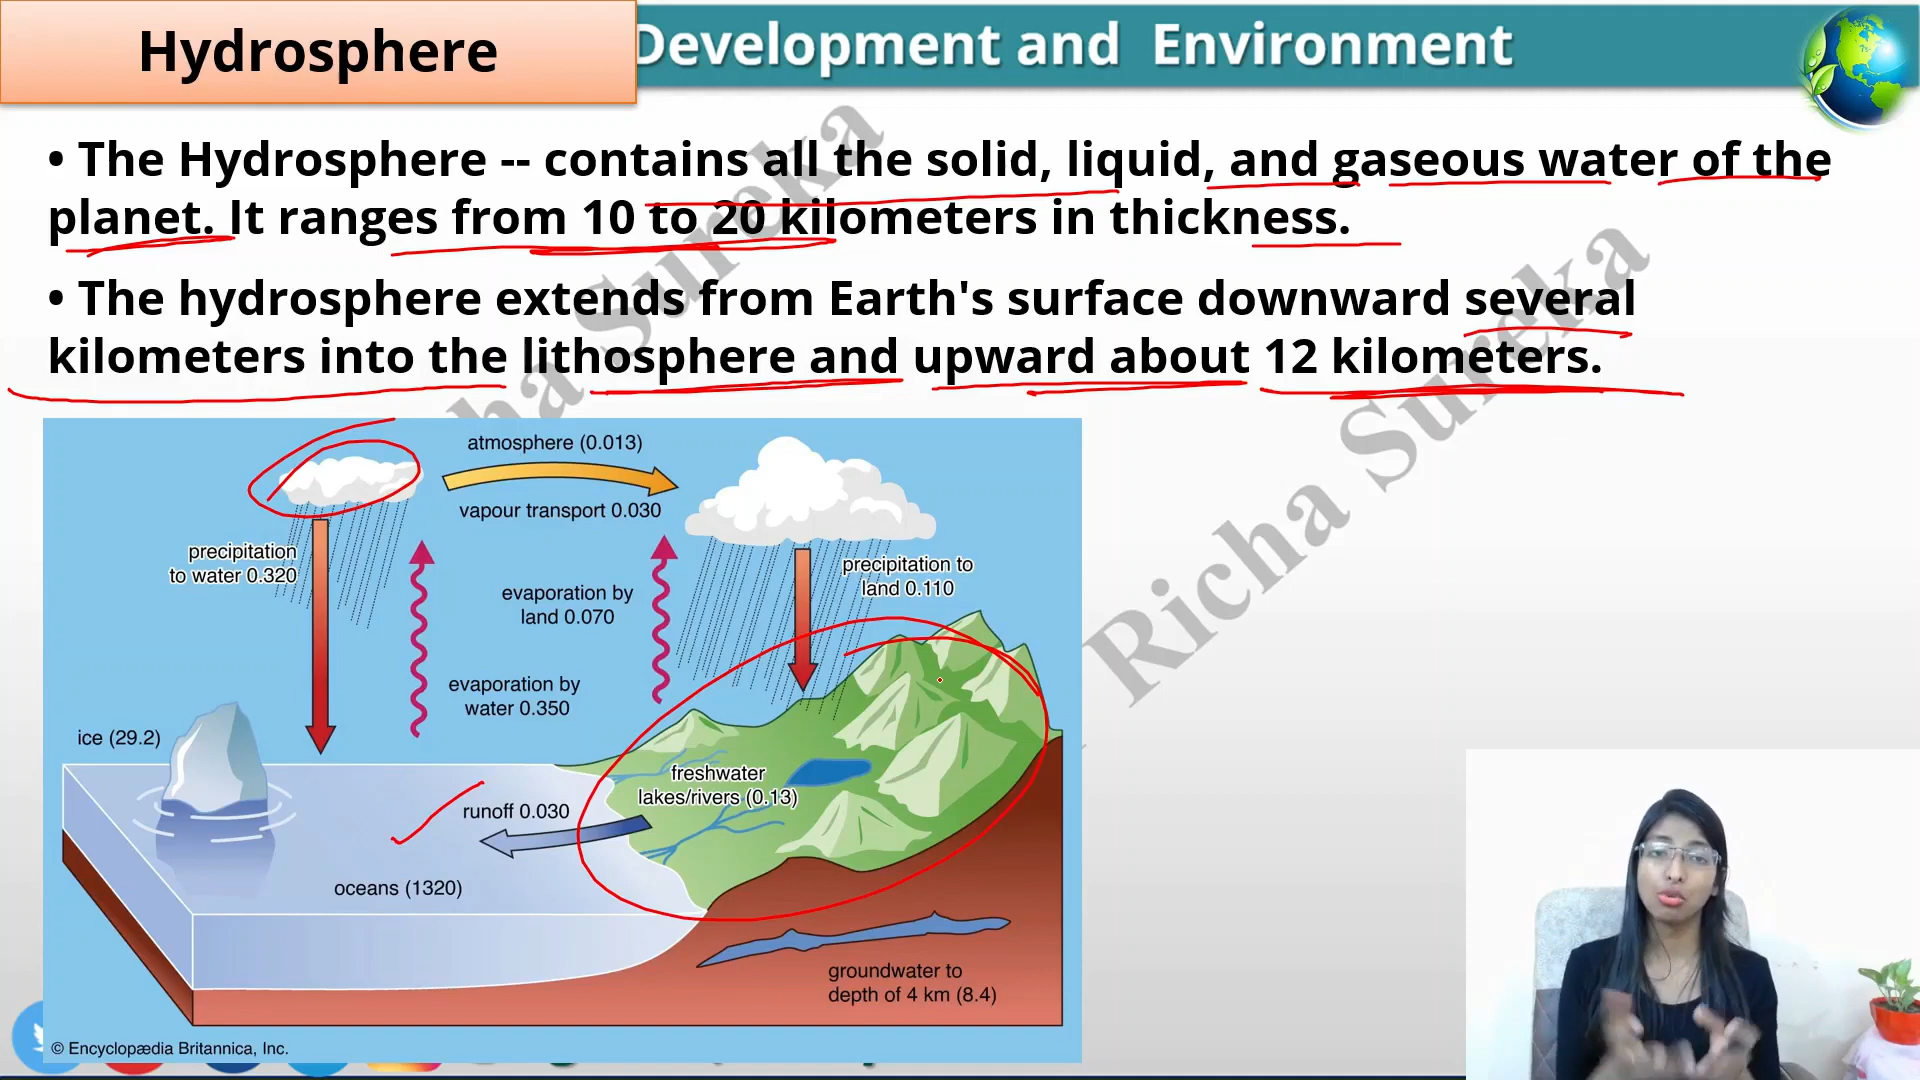 Hydrosphere
Development and Environment
• The Hydrosphere -- contains all the solid, liquid, and gaseous water of the
planet. It ranges from 10 to 20 kilometers in thickness.
• The hydrosphere extends from Earth's surface downward several
kilometers into the lithosphere and upward about 12 kilometers.
Richa Sureka
Richa Sureka
atmosphere (0.013)
vapour transport 0.030
precipitation
to water 0.320
evaporation by
land 0.070
precipitation to
land 0.110
evaporation by
water 0.350
ice (29.2)
freshwater
lakes/rivers (0.13)
runoff 0.030
oceans (1320)
groundwater to
depth of 4 km (8.4)
© Encyclopædia Britannica, Inc.